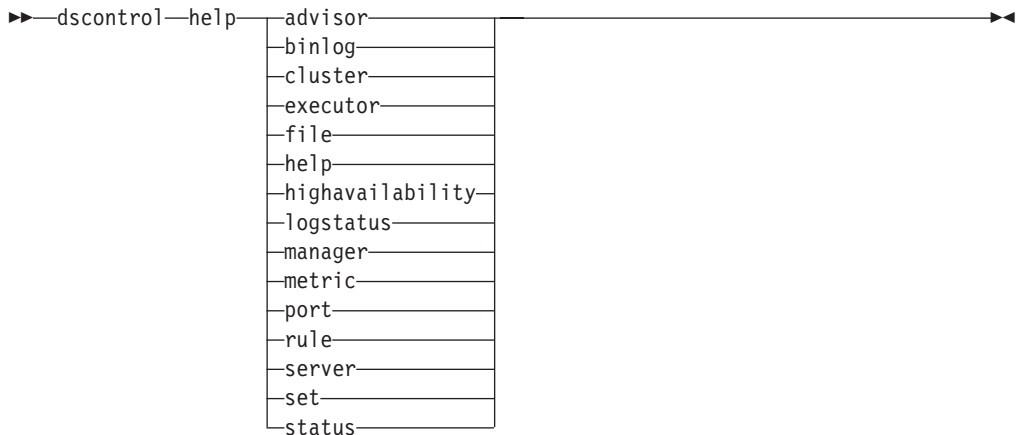 dscontrol help advisor
binlog
cluster
executor
file
help
highavailability
logstatus
manager
metric
port
rule
server
set
status